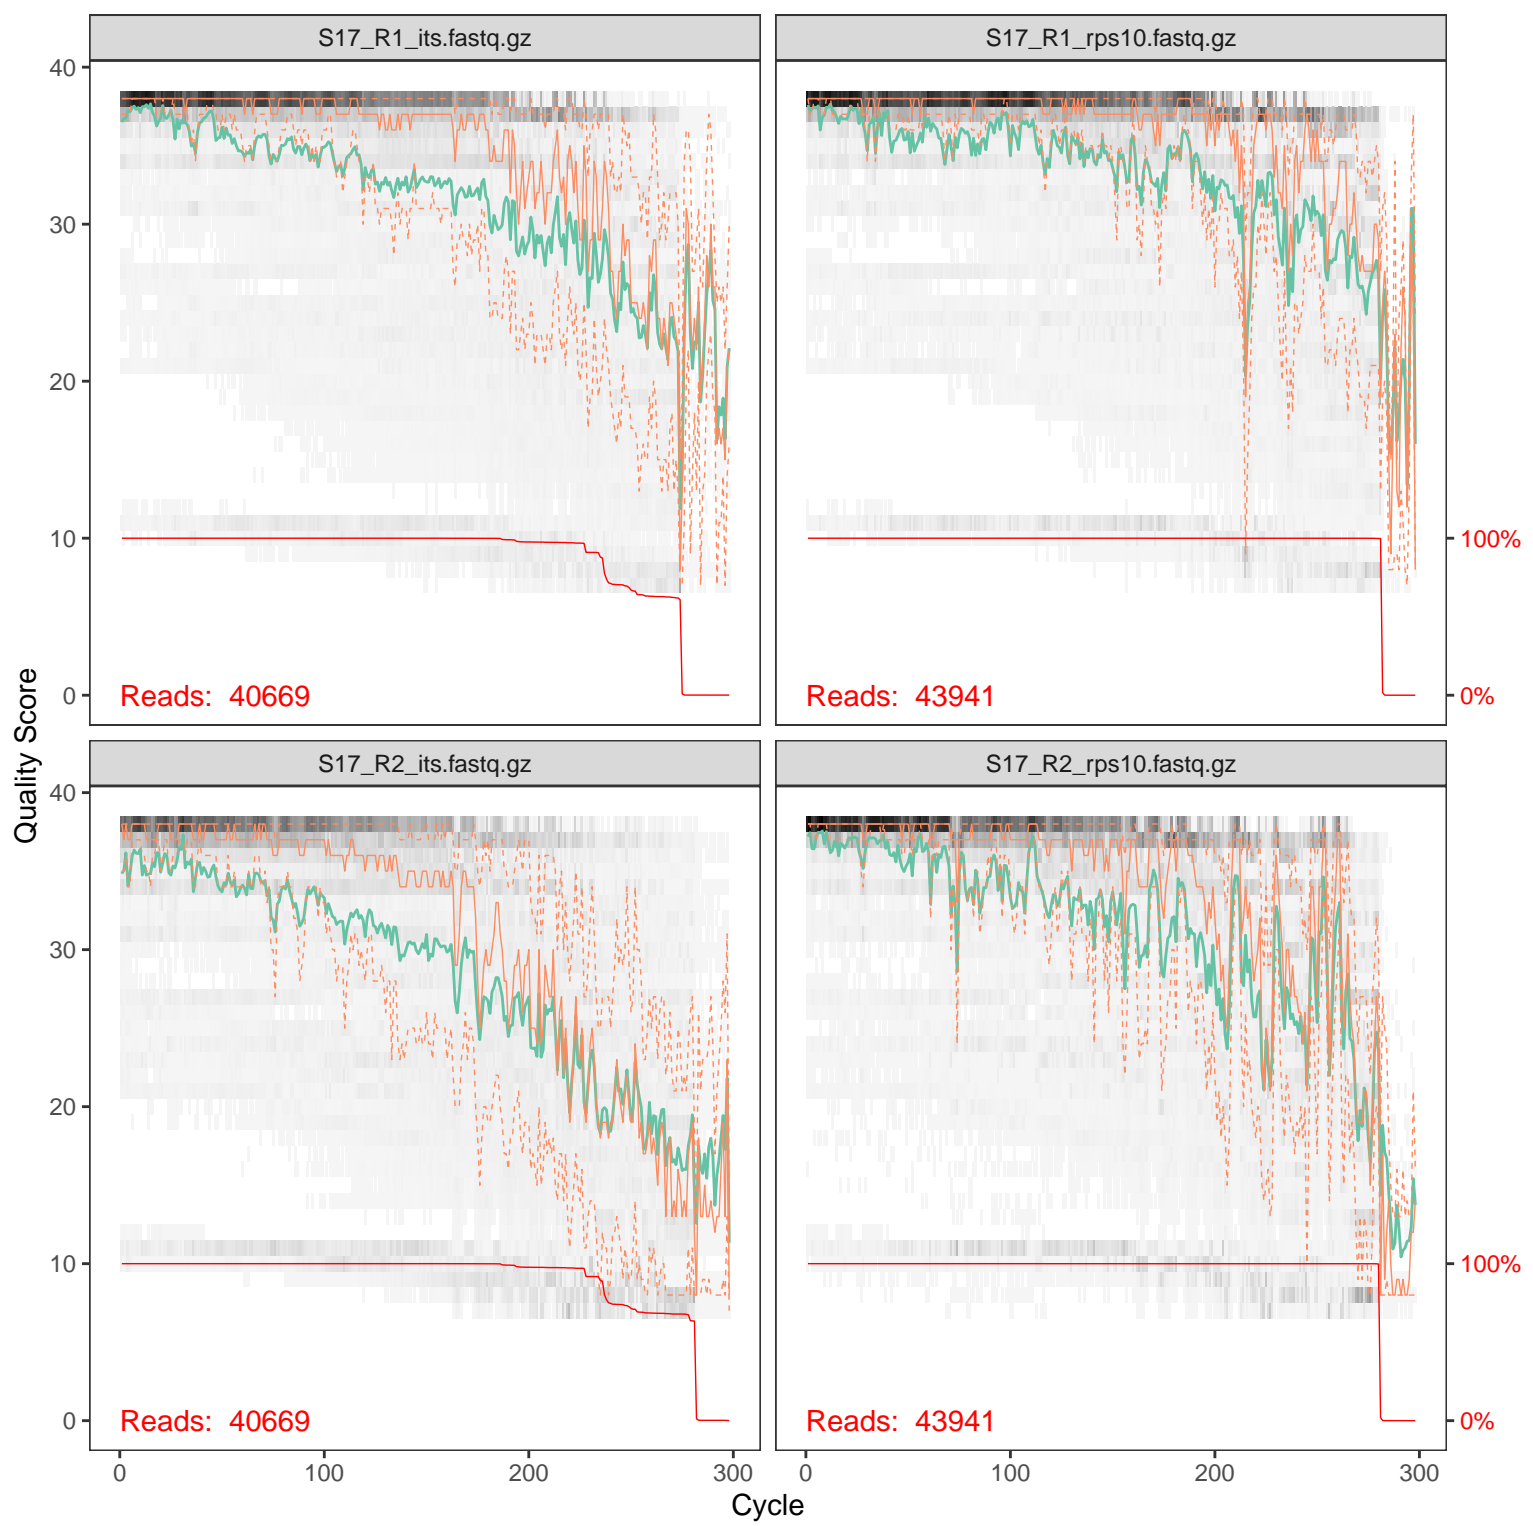 S17_R1_its.fastq.gz
S17_R1_rps10.fastq.gz
40
30
20
10
0
100%
0%
Reads: 40669
Reads: 43941
Quality Score
S17_R2_its.fastq.gz
S17_R2_rps10.fastq.gz
40
30
20
10
0
100%
0%
Reads: 40669
Reads: 43941
0 100 200 300
0 100 200 300
Cycle